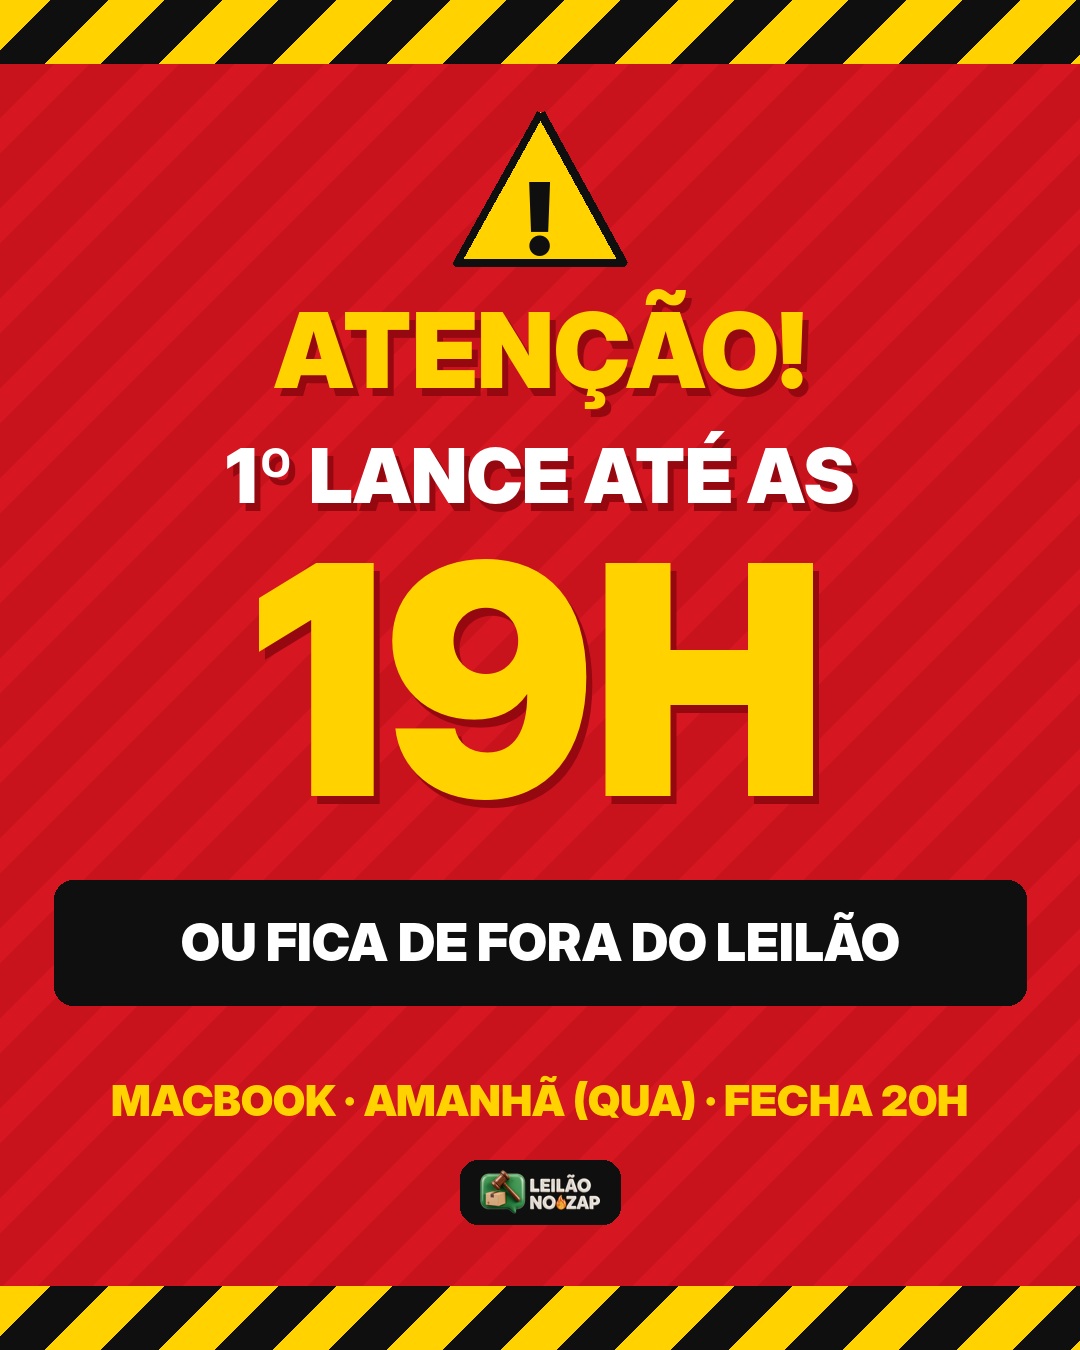 !
ATENÇÃO!
1º LANCE ATÉ AS
19H
OU FICA DE FORA DO LEILÃO
MACBOOK · AMANHÃ (QUA) · FECHA 20H
LEILÃO
NO ZAP